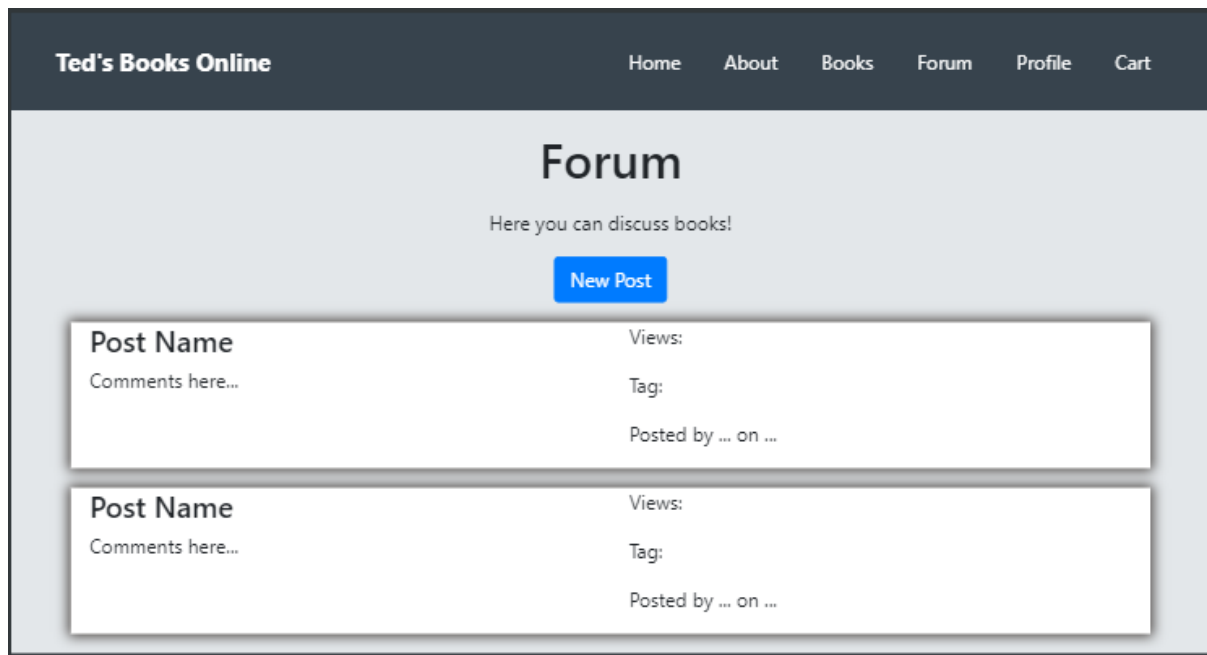 Ted's Books Online
Home About Books Forum Profile Cart
Forum
Here you can discuss books!
New Post
Post Name
Comments here...
Views:
Tag:
Posted by ... on ...
Post Name
Comments here...
Views:
Tag:
Posted by ... on ...